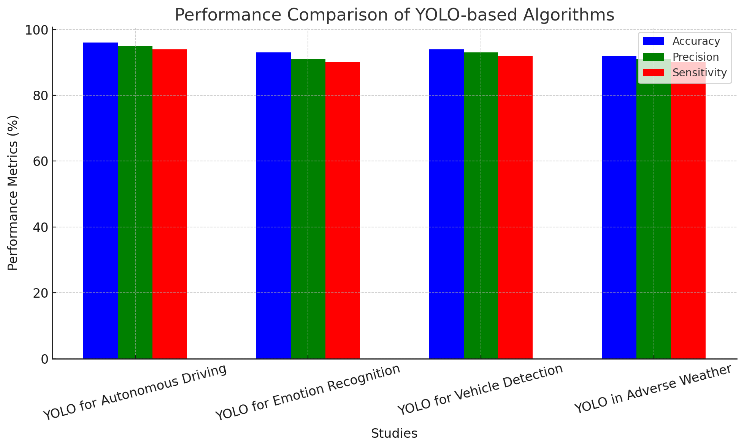 Performance Comparison of YOLO-based Algorithms
Accuracy
Precision
Sensitivity
Performance Metrics (%)
100
80
60
40
20
0
YOLO for Autonomous Driving
YOLO for Emotion Recognition
YOLO for Vehicle Detection
YOLO in Adverse Weather
Studies